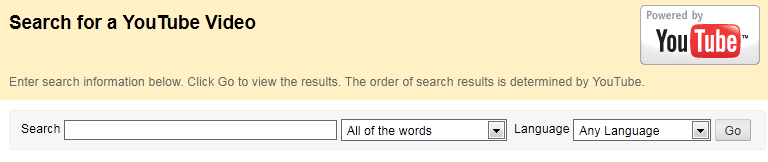 Search for a YouTube Video
Powered by
YouTube™
Enter search information below. Click Go to view the results. The order of search results is determined by YouTube.
Search All of the words Language Any Language Go